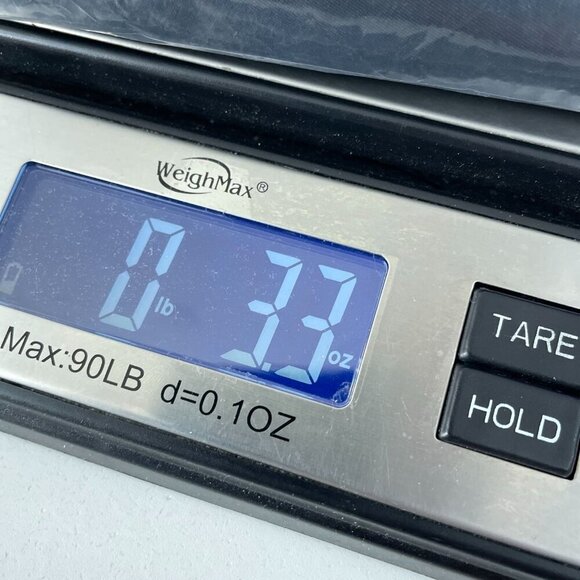 WeighMax®
0 lb 3.3 oz
Max:90LB d=0.1OZ
TARE
HOLD